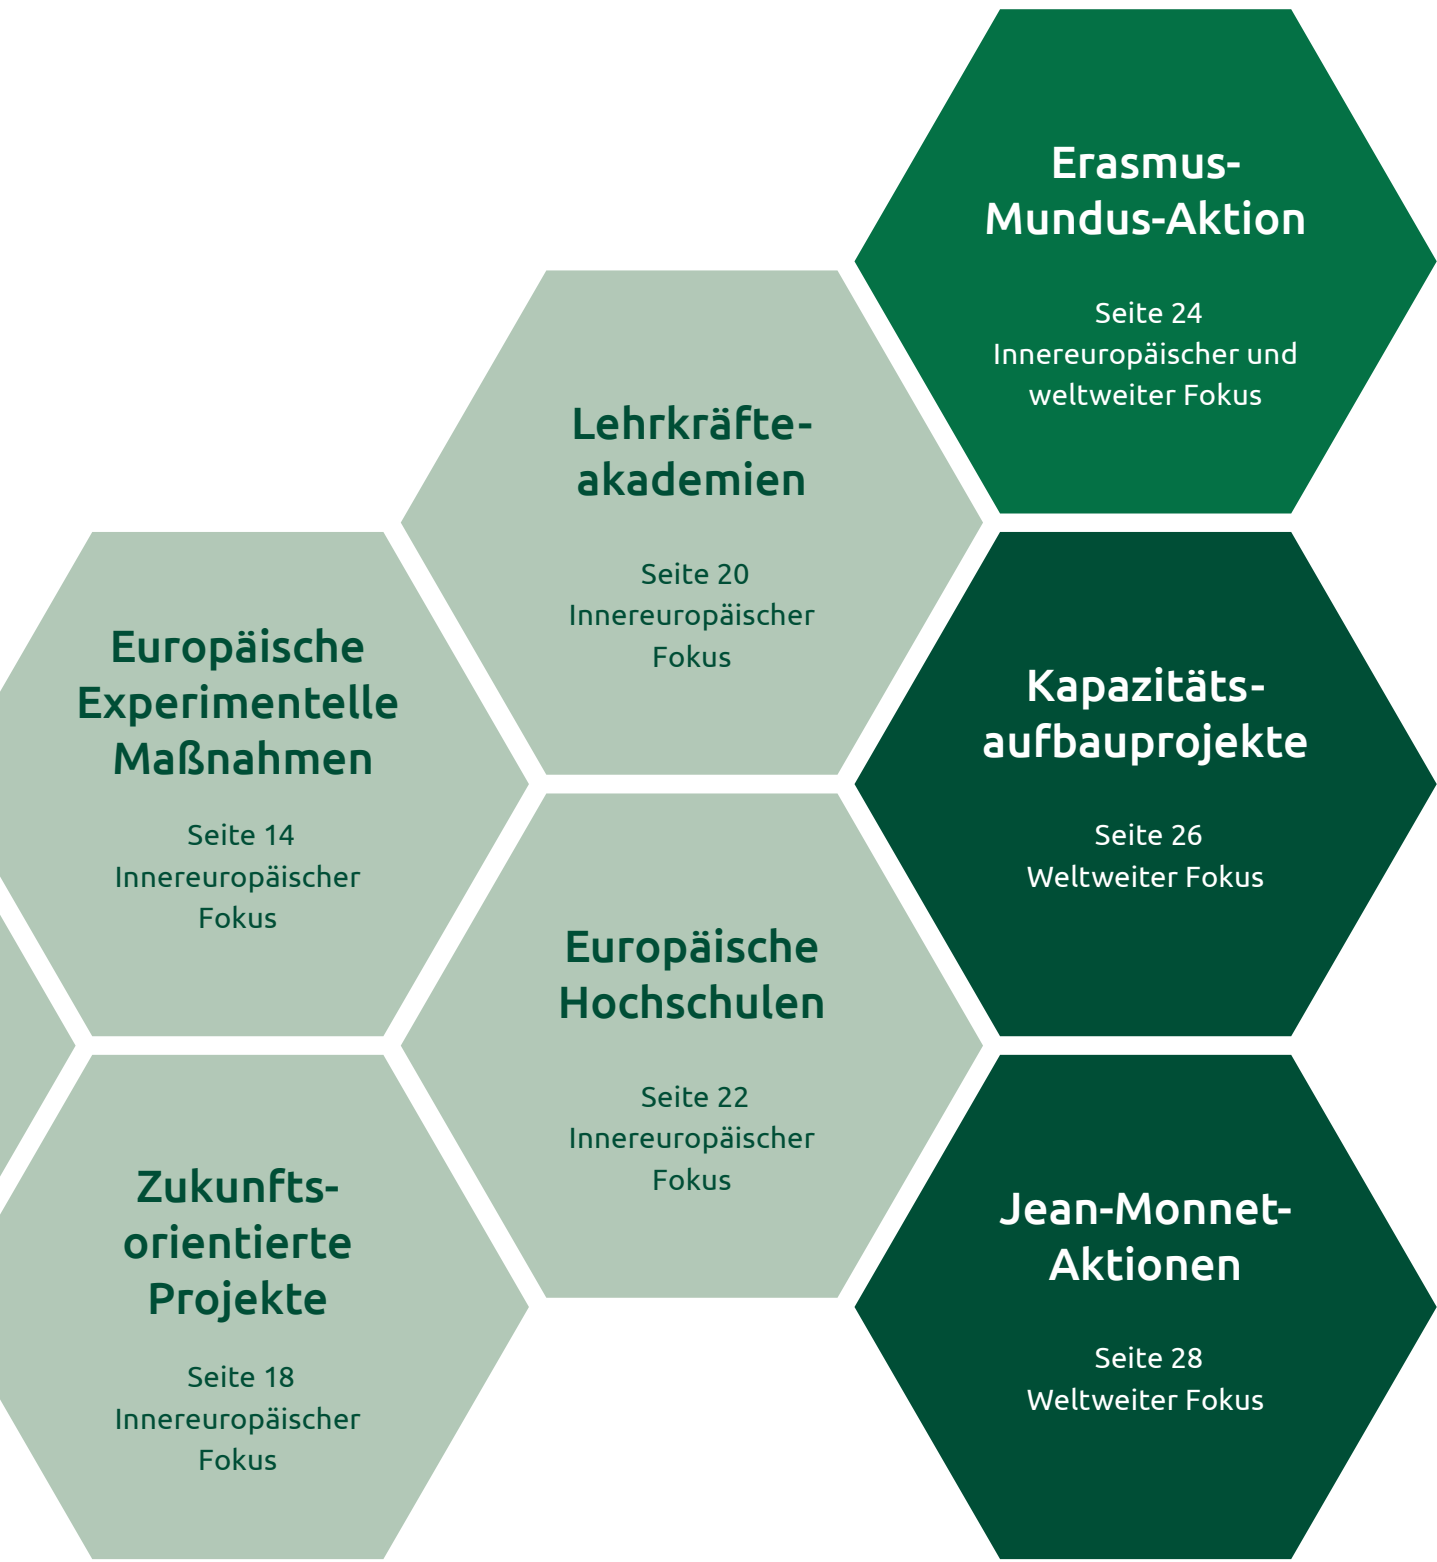 Erasmus-
Mundus-Aktion
Seite 24
Innereuropäischer und
weltweiter Fokus
Lehrkräfte-
akademien
Seite 20
Innereuropäischer
Fokus
Europäische
Experimentelle
Maßnahmen
Seite 14
Innereuropäischer
Fokus
Kapazitäts-
aufbauprojekte
Seite 26
Weltweiter Fokus
Europäische
Hochschulen
Seite 22
Innereuropäischer
Fokus
Zukunfts-
orientierte
Projekte
Seite 18
Innereuropäischer
Fokus
Jean-Monnet-
Aktionen
Seite 28
Weltweiter Fokus